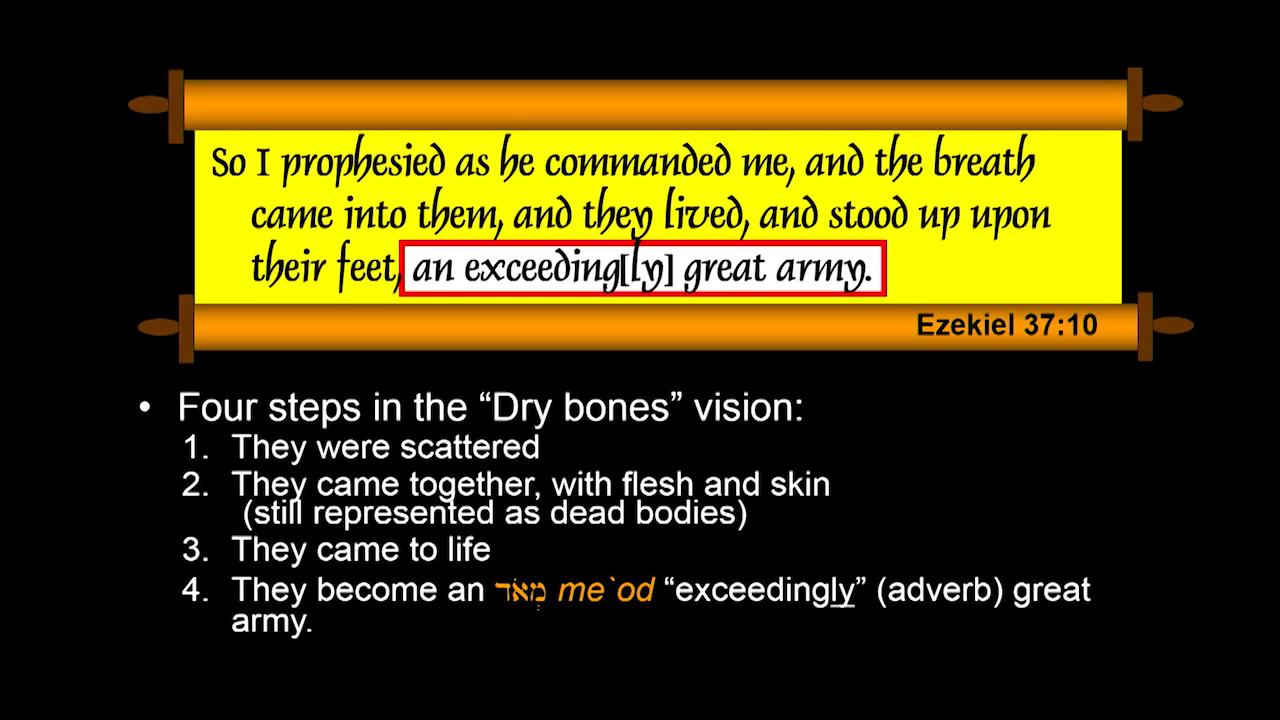 So I prophesied as he commanded me, and the breath
came into them, and they lived, and stood up upon
their feet, an exceeding[ly] great army.
Ezekiel 37:10
• Four steps in the “Dry bones” vision:
1. They were scattered
2. They came together, with flesh and skin
(still represented as dead bodies)
3. They came to life
4. They become an מְאֹד me`od “exceedingly” (adverb) great
army.